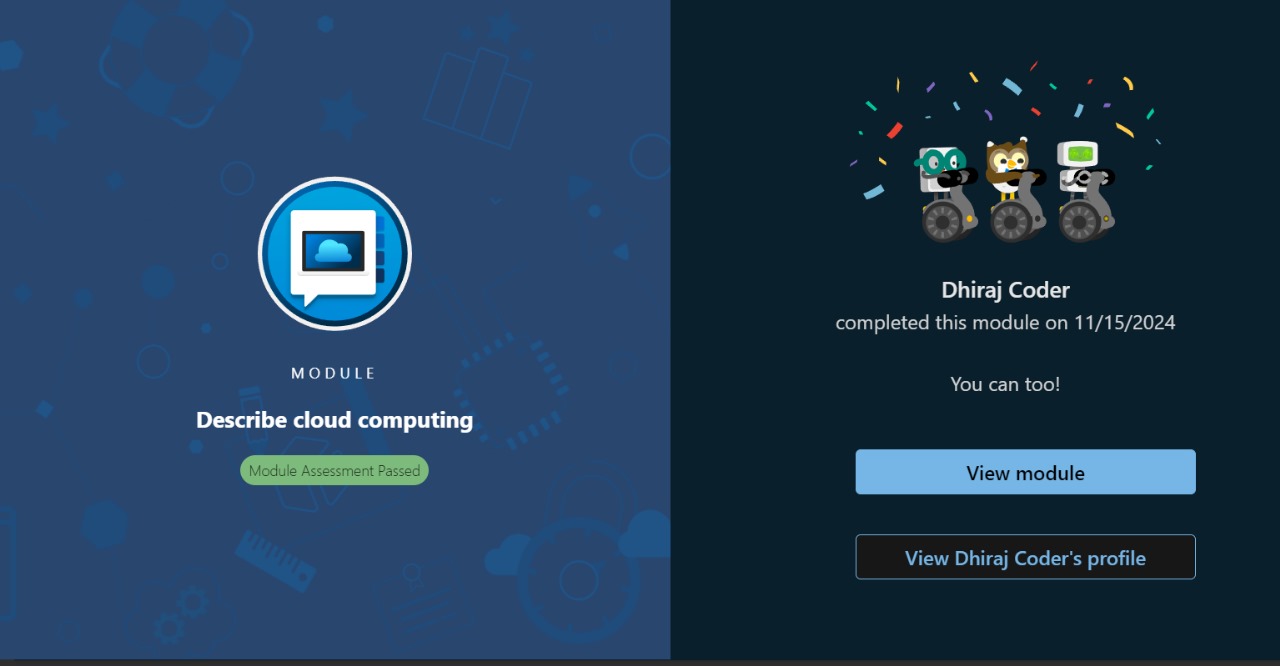 MODULE
Describe cloud computing
Module Assessment Passed
Dhiraj Coder
completed this module on 11/15/2024
You can too!
View module
View Dhiraj Coder's profile